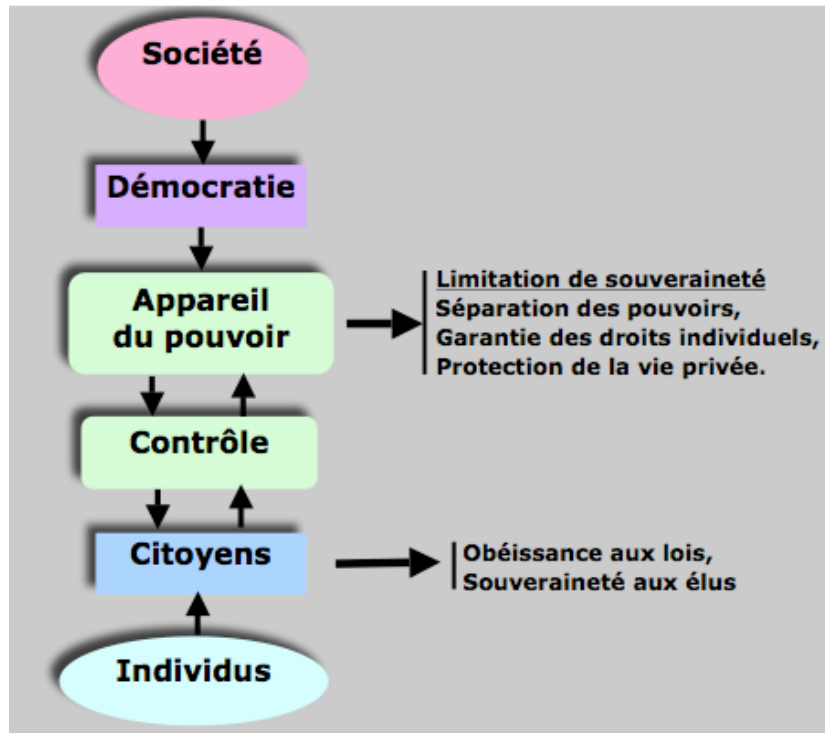 Société
Démocratie
Appareil
du pouvoir
Limitation de souveraineté
Séparation des pouvoirs,
Garantie des droits individuels,
Protection de la vie privée.
Contrôle
Citoyens
Obéissance aux lois,
Souveraineté aux élus
Individus